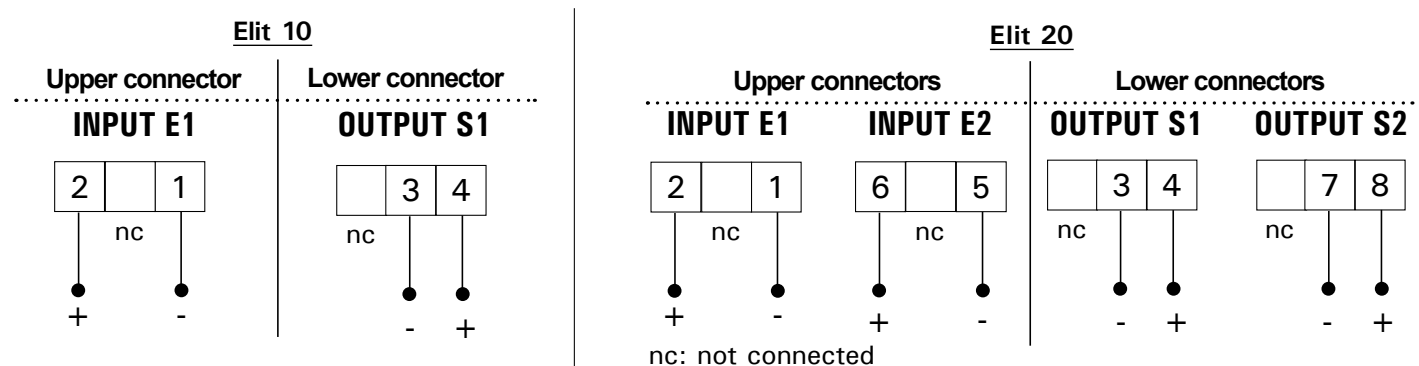 Elit 10
Upper connector Lower connector
INPUT E1 OUTPUT S1
2 1 3 4
nc nc
+ - - +
Elit 20
Upper connectors Lower connectors
INPUT E1 INPUT E2 OUTPUT S1 OUTPUT S2
2 1 6 5 3 4 7 8
nc nc nc nc
+ - + - - + - +
nc: not connected